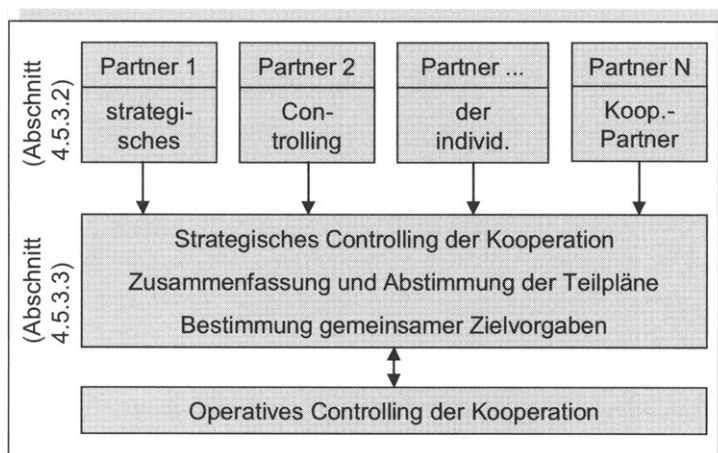 (Abschnitt
4.5.3.2)
Partner 1
strategi-
sches
Partner 2
Con-
trolling
Partner ...
der
individ.
Partner N
Koop.-
Partner
(Abschnitt
4.5.3.3)
Strategisches Controlling der Kooperation
Zusammenfassung und Abstimmung der Teilpläne
Bestimmung gemeinsamer Zielvorgaben
Operatives Controlling der Kooperation